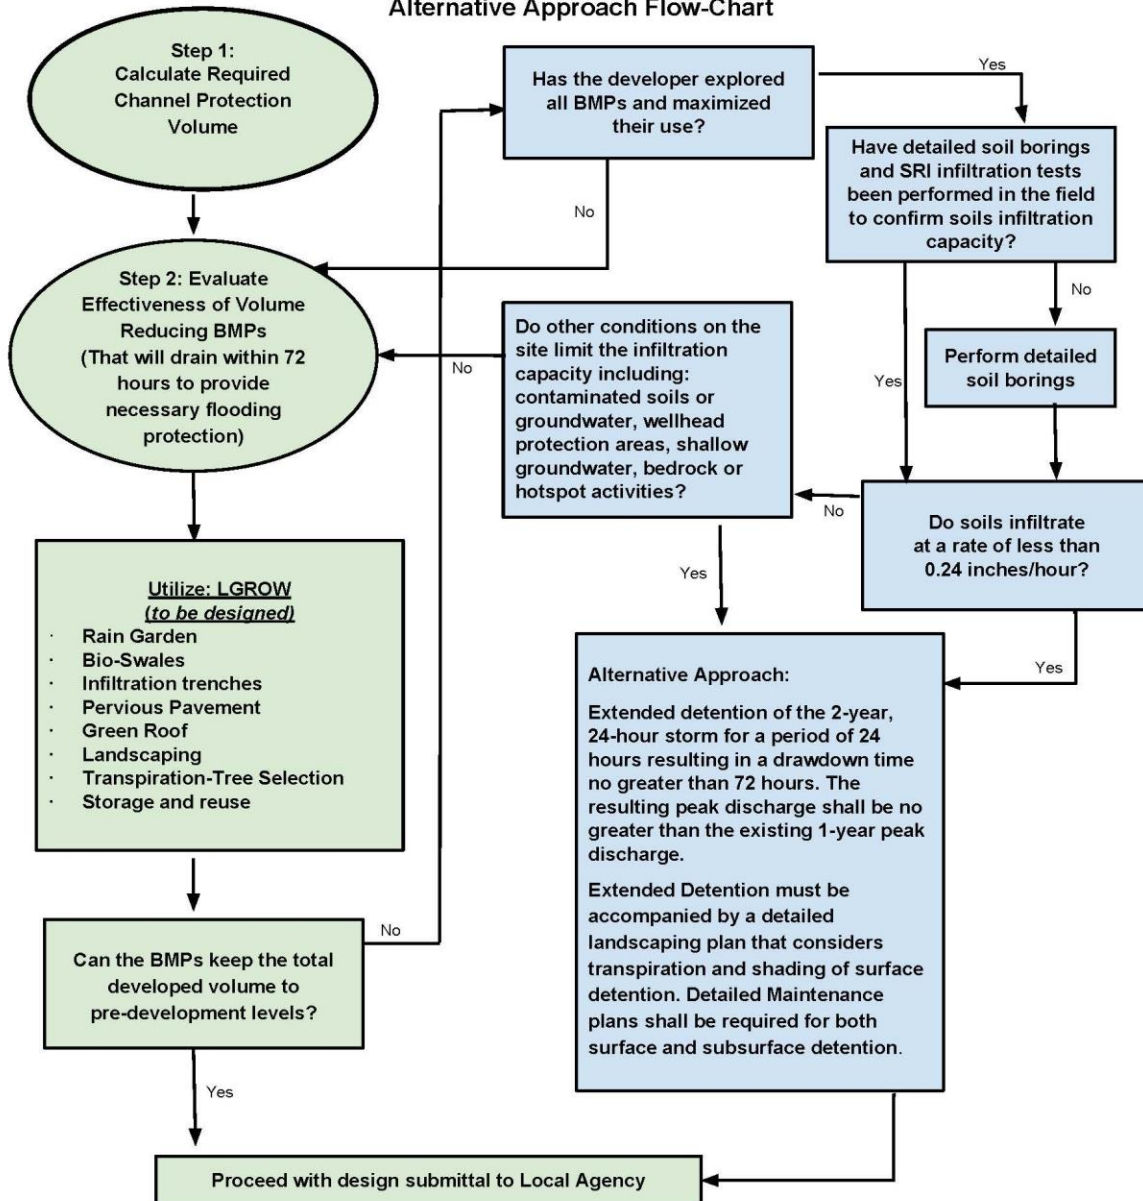 Alternative Approach Flow-Chart
Step 1:
Calculate Required
Channel Protection
Volume
Step 2: Evaluate
Effectiveness of Volume
Reducing BMPs
(That will drain within 72
hours to provide
necessary flooding
protection)
Utilize: LGROW
(to be designed)
· Rain Garden
· Bio-Swales
· Infiltration trenches
· Pervious Pavement
· Green Roof
· Landscaping
· Transpiration-Tree Selection
· Storage and reuse
Can the BMPs keep the total
developed volume to
pre-development levels?
No
Yes
Has the developer explored
all BMPs and maximized
their use?
Yes
No
Have detailed soil borings
and SRI infiltration tests
been performed in the field
to confirm soils infiltration
capacity?
No
Yes
Perform detailed
soil borings
Do soils infiltrate
at a rate of less than
0.24 inches/hour?
No
Yes
Do other conditions on the
site limit the infiltration
capacity including:
contaminated soils or
groundwater, wellhead
protection areas, shallow
groundwater, bedrock or
hotspot activities?
No
Yes
Alternative Approach:
Extended detention of the 2-year,
24-hour storm for a period of 24
hours resulting in a drawdown time
no greater than 72 hours. The
resulting peak discharge shall be no
greater than the existing 1-year peak
discharge.
Extended Detention must be
accompanied by a detailed
landscaping plan that considers
transpiration and shading of surface
detention. Detailed Maintenance
plans shall be required for both
surface and subsurface detention.
Proceed with design submittal to Local Agency